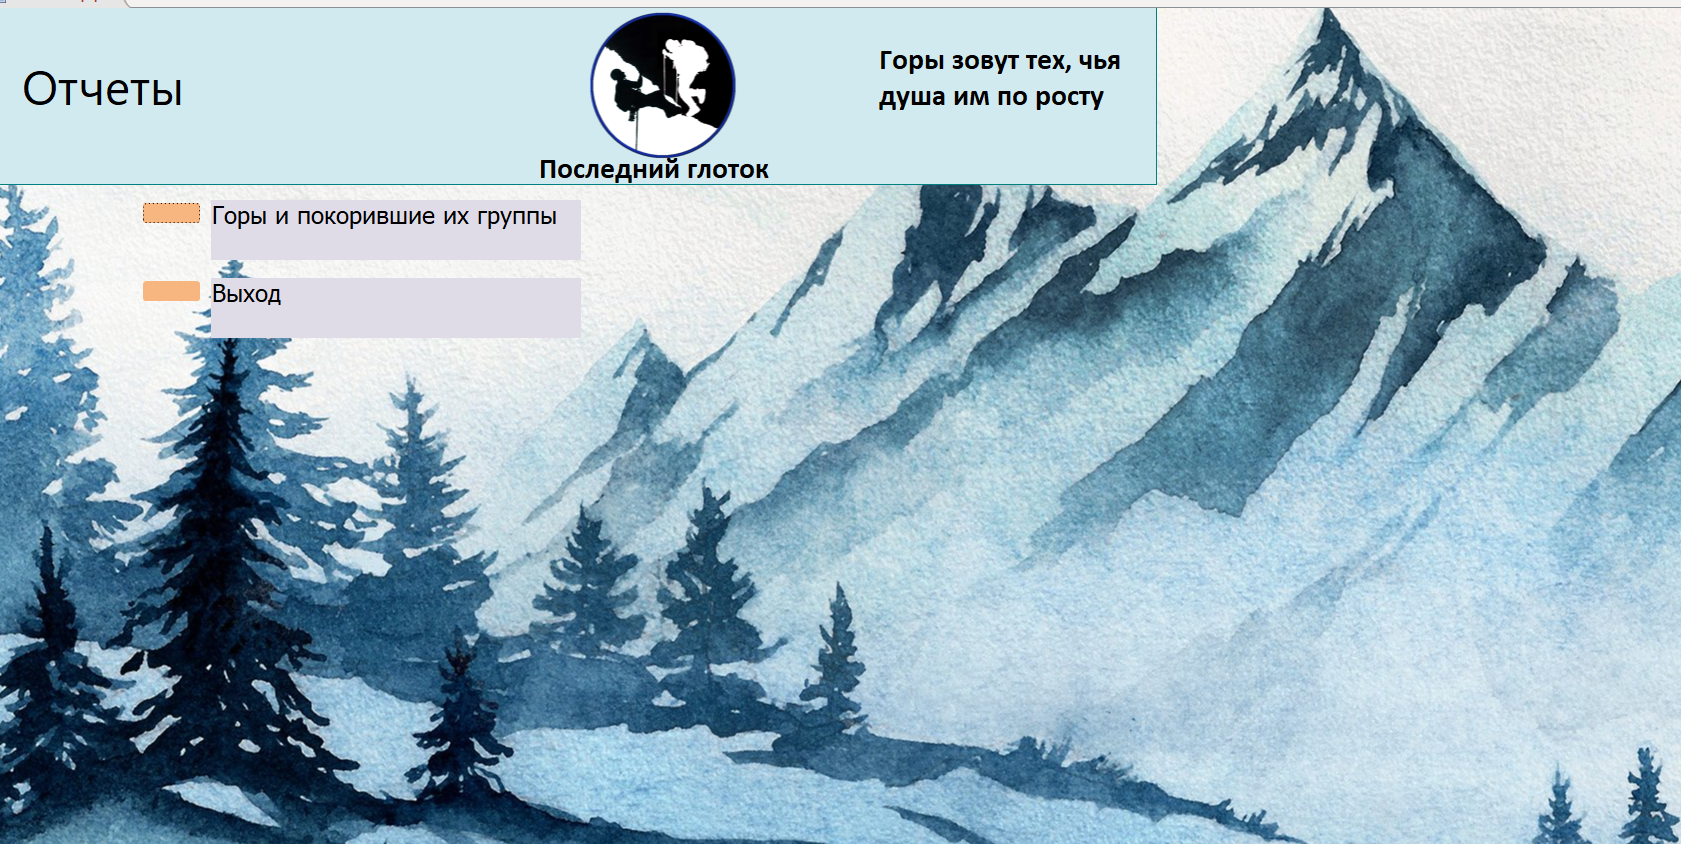 Отчеты
Горы зовут тех, чья
душа им по росту
Последний глоток
Горы и покорившие их группы
Выход